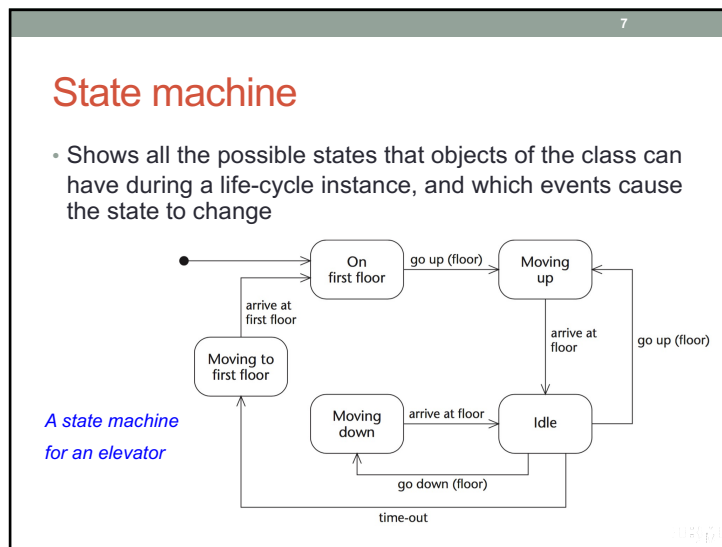 7
State machine
• Shows all the possible states that objects of the class can
have during a life-cycle instance, and which events cause
the state to change
On
first floor
go up (floor)
Moving
up
arrive at
first floor
arrive at
floor
go up (floor)
Moving to
first floor
A state machine
for an elevator
Moving
down
arrive at floor
Idle
go down (floor)
time-out